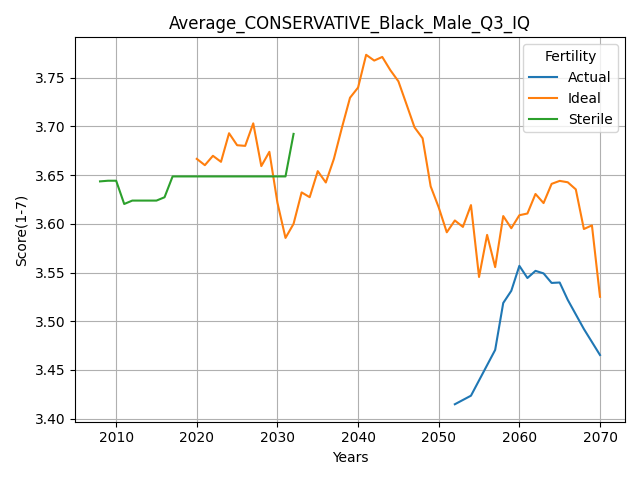 Average_CONSERVATIVE_Black_Male_Q3_IQ
Fertility
Actual
Ideal
Sterile
Score(1-7)
3.75
3.70
3.65
3.60
3.55
3.50
3.45
3.40
2010
2020
2030
2040
2050
2060
2070
Years